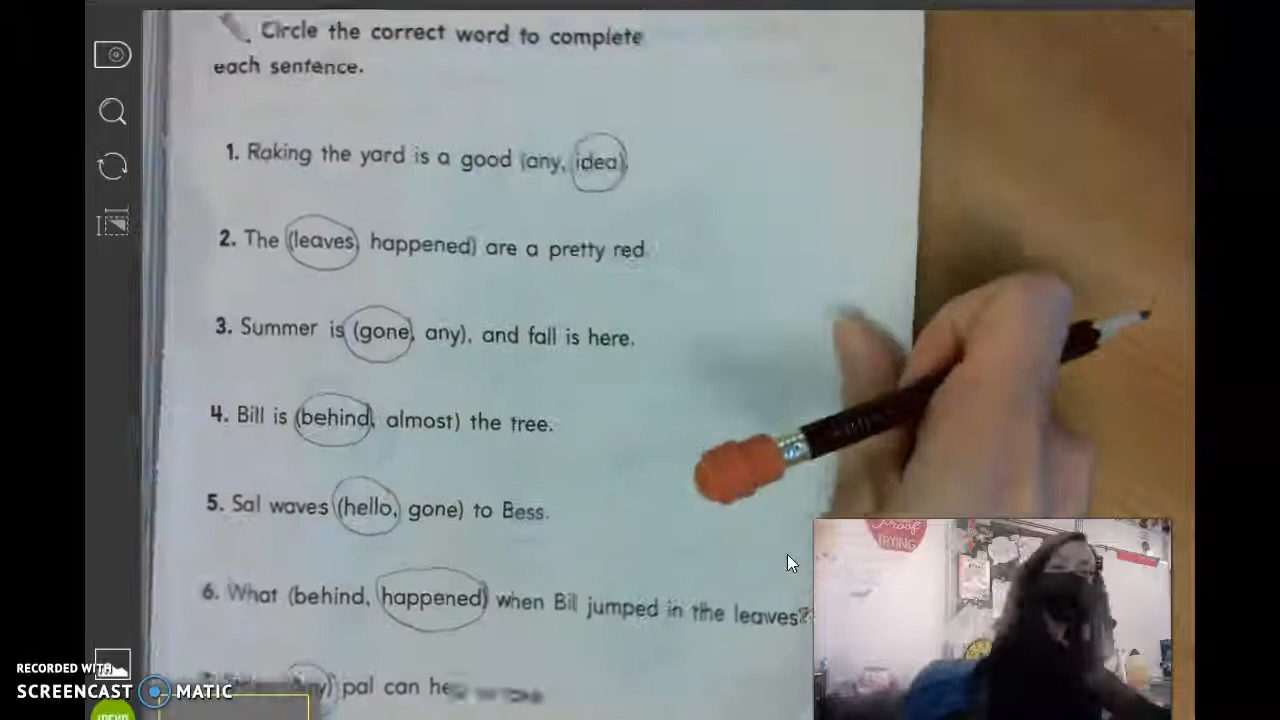 Circle the correct word to complete
each sentence.
1. Raking the yard is a good (any, idea).
2. The (leaves, happened) are a pretty red.
3. Summer is (gone, any), and fall is here.
4. Bill is (behind, almost) the tree.
5. Sal waves (hello, gone) to Bess.
6. What (behind, happened) when Bill jumped in the leaves?
pal can
Proof
TRYING
RECORDED WITH
SCREENCAST MATIC